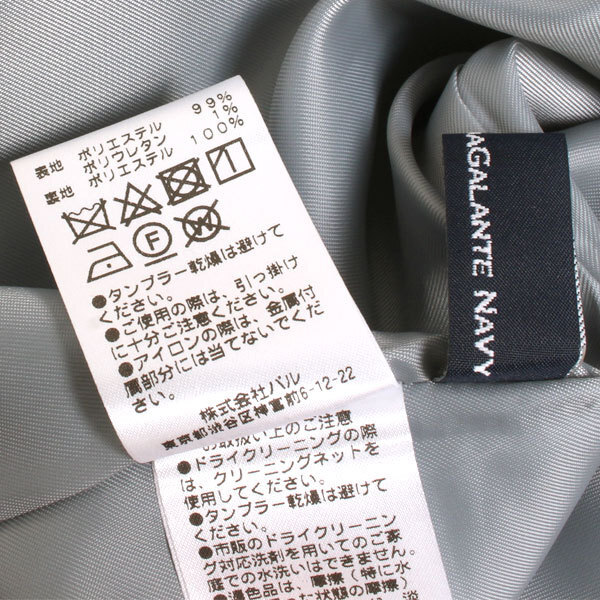 表地 ポリエステル 99%
ポリウレタン 1%
裏地 ポリエステル 100%
F
W
●タンブラー乾燥は避けて
ください。
●ご使用の際は、引っ掛け
に十分ご注意ください。
●アイロンの際は、金属付
属部分には当てないでくだ
さい。
株式会社パル
東京都渋谷区神宮前6-12-22
の取扱い上のご注意
●ドライクリーニングの際
は、クリーニングネットを
使用してください。
●タンブラー乾燥は避けて
ください。
●市販のドライクリーニン
グ対応洗剤を用いてのご家
庭での水洗いはできません。
●濃色品は、摩擦(特に水
AGALANTE NAVY